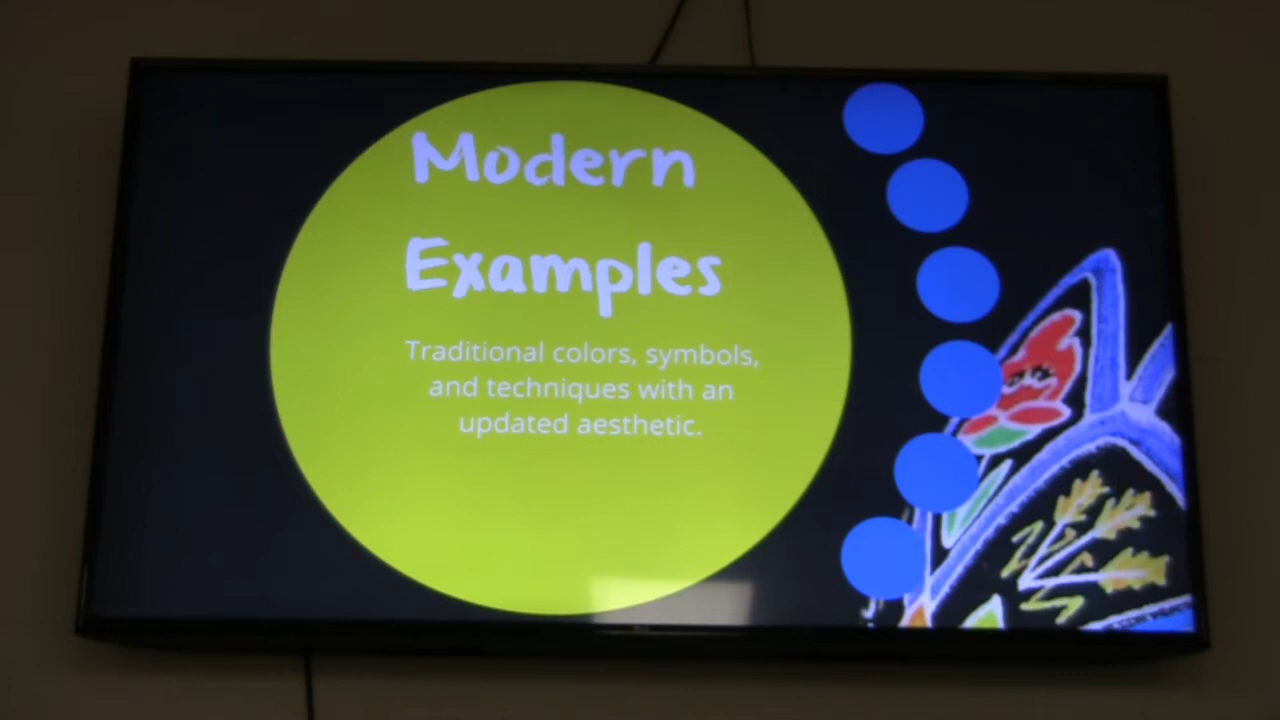 Modern
Examples
Traditional colors, symbols,
and techniques with an
updated aesthetic.